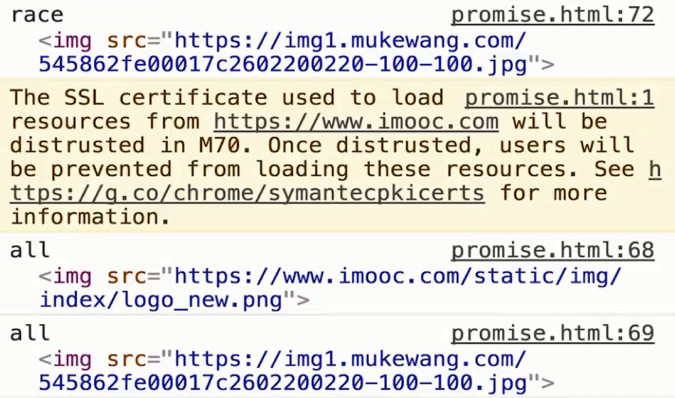 race promise.html:72
<img src="https://img1.mukewang.com/
545862fe00017c2602200220-100-100.jpg">
The SSL certificate used to load promise.html:1
resources from https://www.imooc.com will be
distrusted in M70. Once distrusted, users will
be prevented from loading these resources. See h
ttps://g.co/chrome/symantecpkicerts for more
information.
all promise.html:68
<img src="https://www.imooc.com/static/img/
index/logo_new.png">
all promise.html:69
<img src="https://img1.mukewang.com/
545862fe00017c2602200220-100-100.jpg">